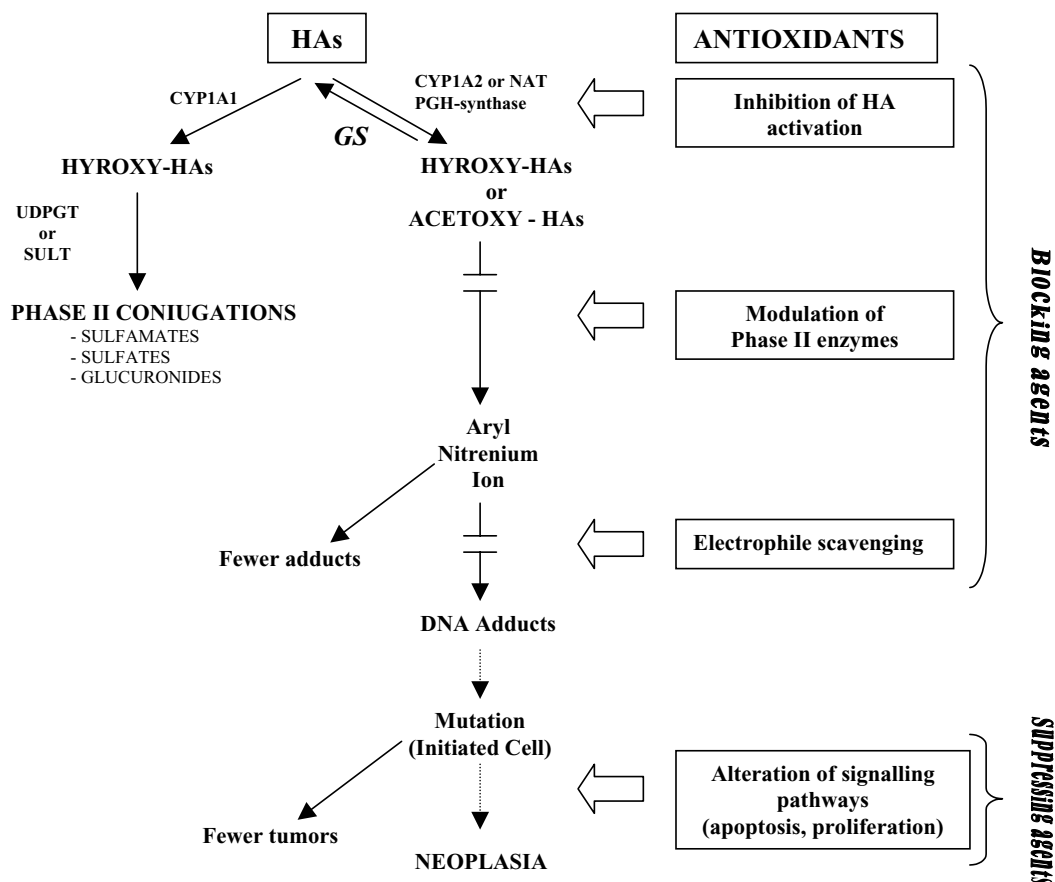 HAs
ANTIOXIDANTS
CYP1A1
CYP1A2 or NAT
PGH-synthase
GS
Inhibition of HA
activation
HYROXY-HAs
HYROXY-HAs
or
ACETOXY - HAs
UDPGT
or
SULT
PHASE II CONIUGATIONS
- SULFAMATES
- SULFATES
- GLUCURONIDES
Modulation of
Phase II enzymes
Blocking agents
Aryl
Nitrenium
Ion
Fewer adducts
Electrophile scavenging
DNA Adducts
Mutation
(Initiated Cell)
Alteration of signalling
pathways
(apoptosis, proliferation)
Suppressing agents
Fewer tumors
NEOPLASIA